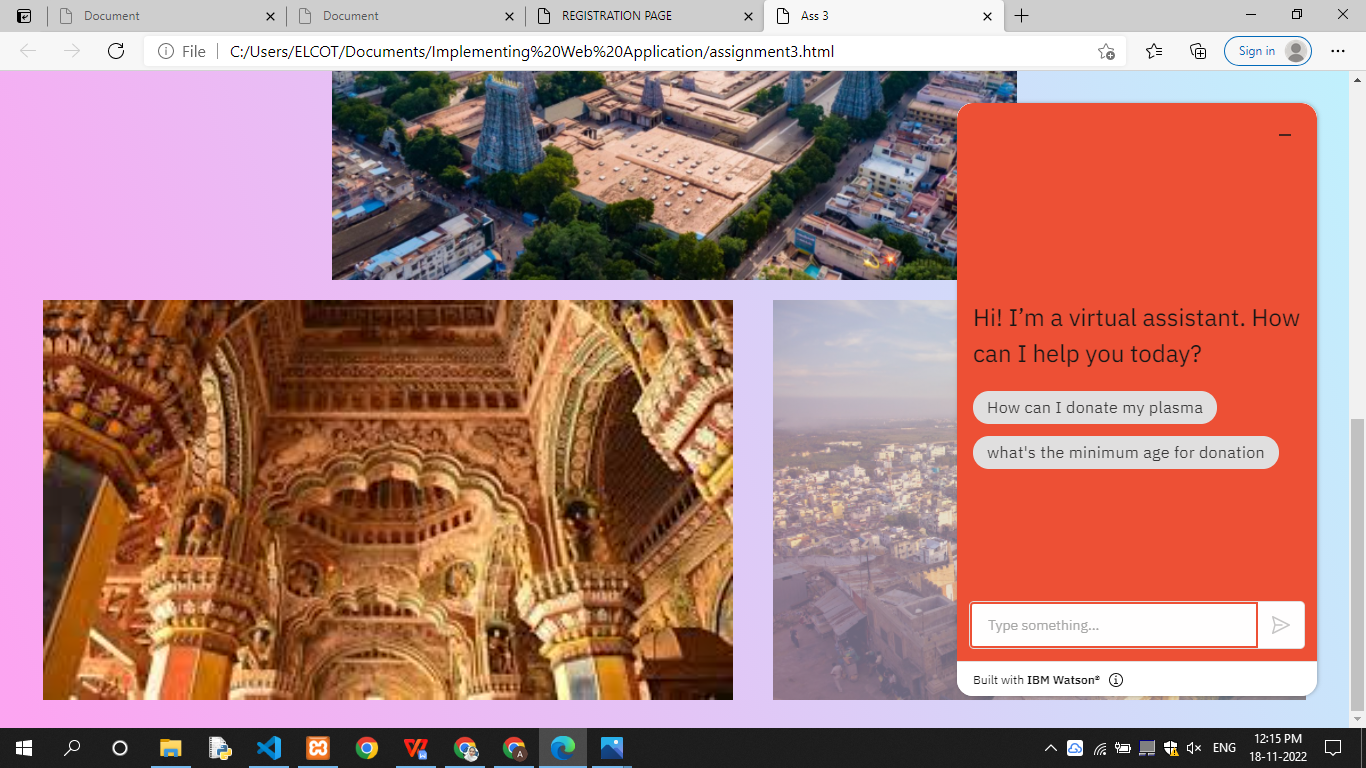 Document
Document
REGISTRATION PAGE
Ass 3
File
C:/Users/ELCOT/Documents/Implementing%20Web%20Application/assignment3.html
Sign in
Hi! I’m a virtual assistant. How
can I help you today?
How can I donate my plasma
what's the minimum age for donation
Type something...
Built with IBM Watson®
ENG
12:15 PM
18-11-2022